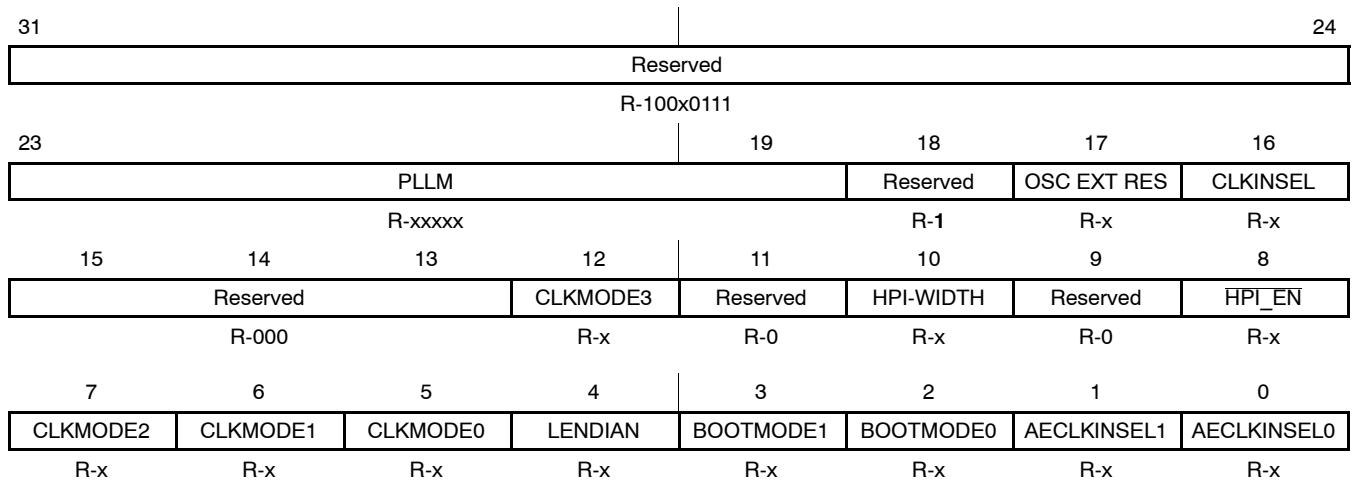 31 24
Reserved
R-100x0111
23 19 18 17 16
PLLM Reserved OSC EXT RES CLKINSEL
R-xxxxx R-1 R-x R-x
15 14 13 12 11 10 9 8
Reserved CLKMODE3 Reserved HPI-WIDTH Reserved HPI_EN
R-000 R-x R-0 R-x R-0 R-x
7 6 5 4 3 2 1 0
CLKMODE2 CLKMODE1 CLKMODE0 LENDIAN BOOTMODE1 BOOTMODE0 AECLKINSEL1 AECLKINSEL0
R-x R-x R-x R-x R-x R-x R-x R-x